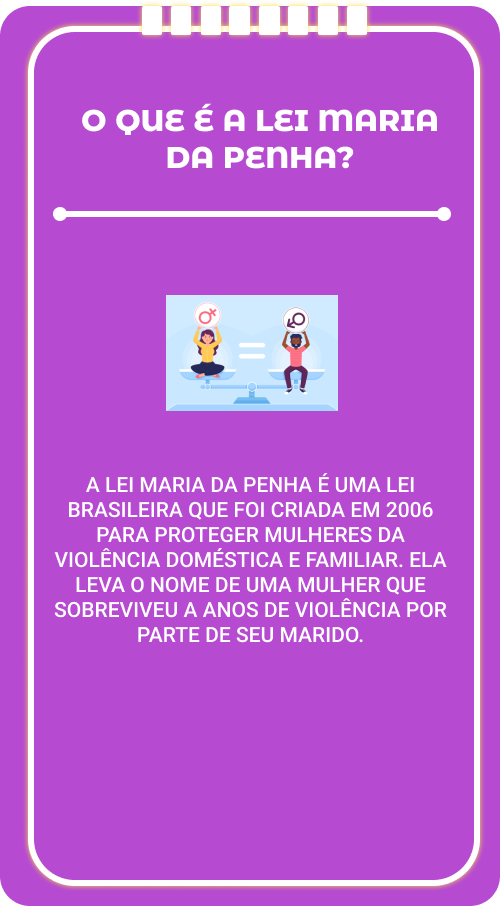 O QUE É A LEI MARIA
DA PENHA?
A LEI MARIA DA PENHA É UMA LEI
BRASILEIRA QUE FOI CRIADA EM 2006
PARA PROTEGER MULHERES DA
VIOLÊNCIA DOMÉSTICA E FAMILIAR. ELA
LEVA O NOME DE UMA MULHER QUE
SOBREVIVEU A ANOS DE VIOLÊNCIA POR
PARTE DE SEU MARIDO.